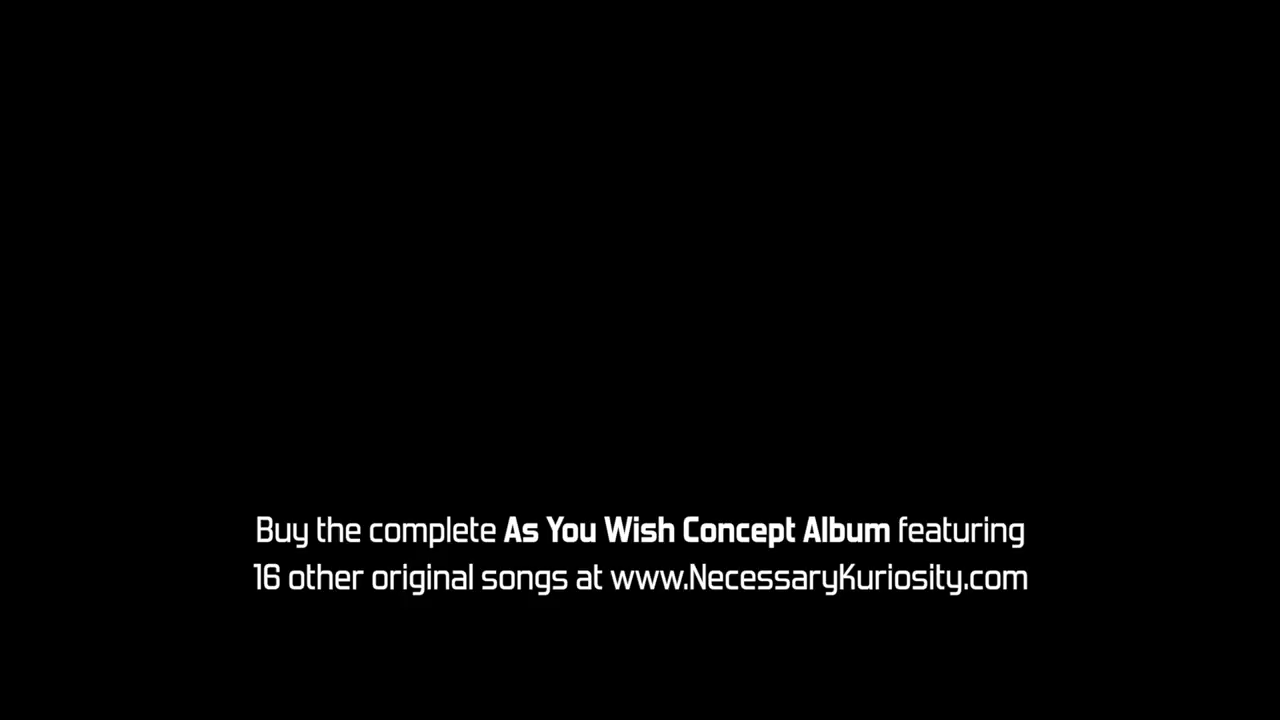 Buy the complete As You Wish Concept Album featuring
16 other original songs at www.NecessaryKuriosity.com